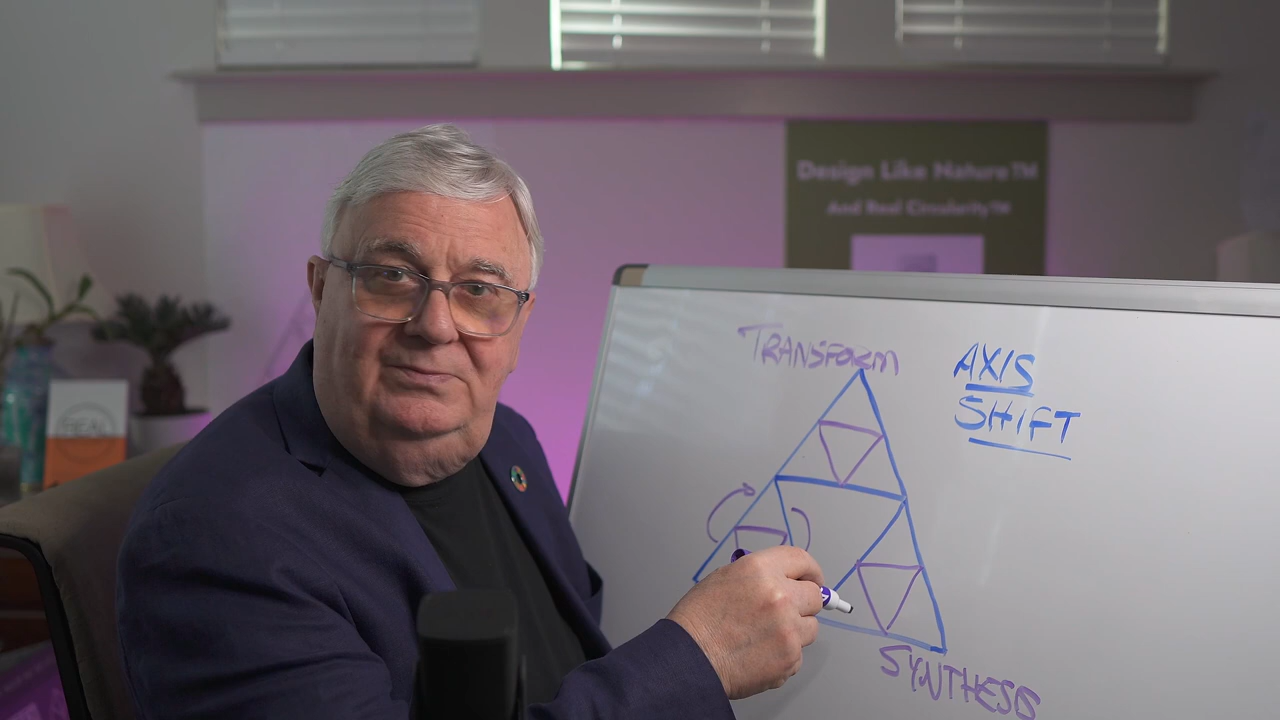 Design Like Nature™
And Real Circularity™
TRANSFORM
AXIS
SHIFT
SYNTHESIS